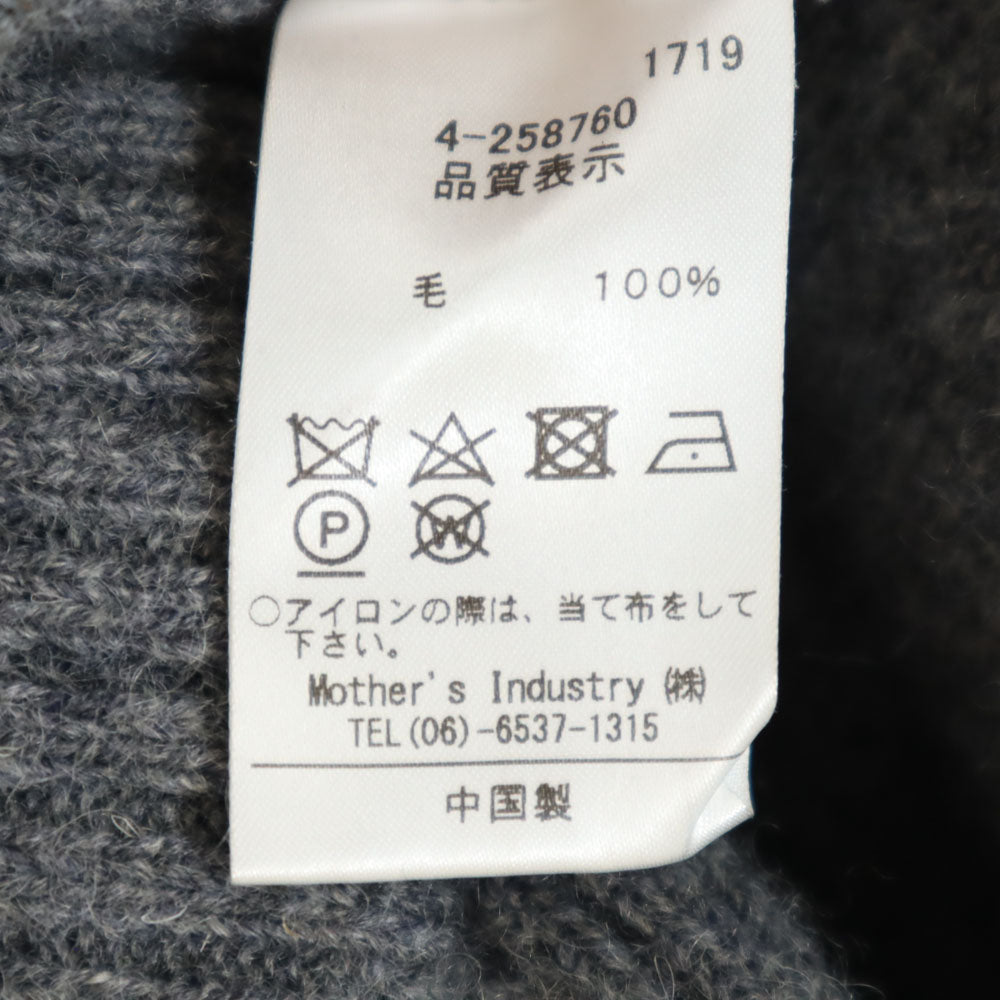 1719
4-258760
品質表示
毛 100%
P W
○アイロンの際は、当て布をして
下さい。
Mother's Industry ㈱
TEL(06)-6537-1315
中国製